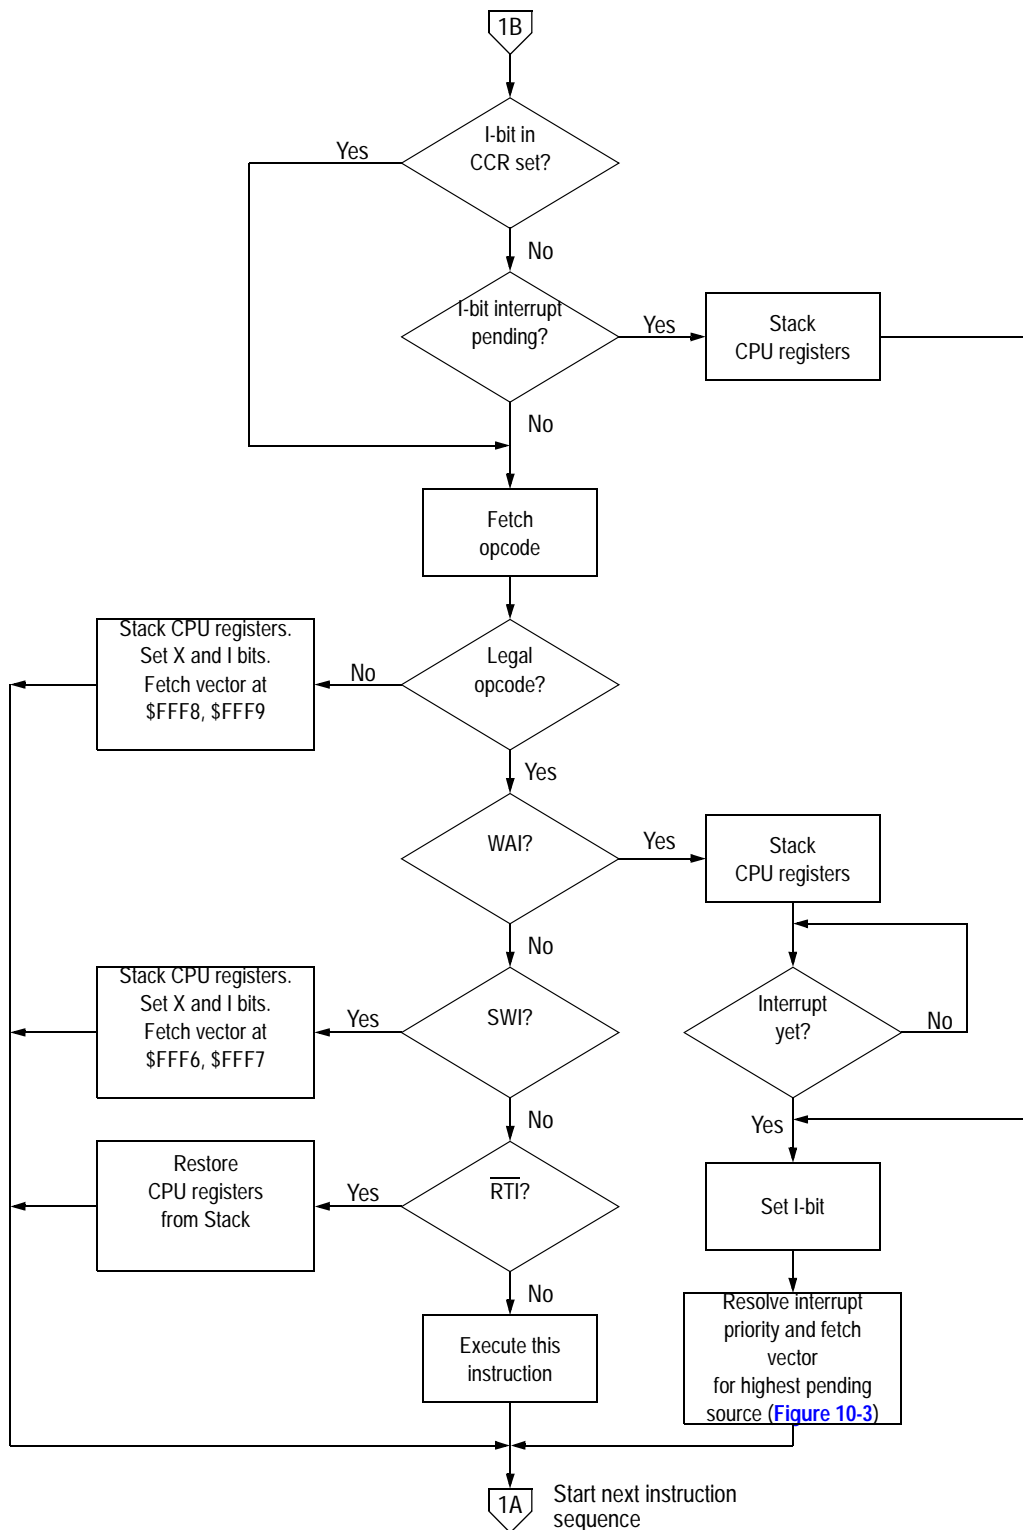 1B
I-bit in
CCR set?
Yes
No
I-bit interrupt
pending?
Yes
Stack
CPU registers
No
Fetch
opcode
Stack CPU registers.
Set X and I bits.
Fetch vector at
$FFF8, $FFF9
No
Legal
opcode?
Yes
WAI?
Yes
Stack
CPU registers
No
Stack CPU registers.
Set X and I bits.
Fetch vector at
$FFF6, $FFF7
Yes
SWI?
Interrupt
yet?
No
No
Yes
Restore
CPU registers
from Stack
Yes
RTI?
Set I-bit
No
Execute this
instruction
Resolve interrupt
priority and fetch
vector
for highest pending
source (Figure 10-3)
1A
Start next instruction
sequence